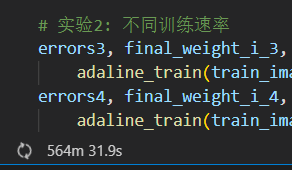 # 实验2: 不同训练速率
errors3, final_weight_i_3,
adaline_train(train_ima
errors4, final_weight_i_4,
adaline_train(train_ima
564m 31.9s